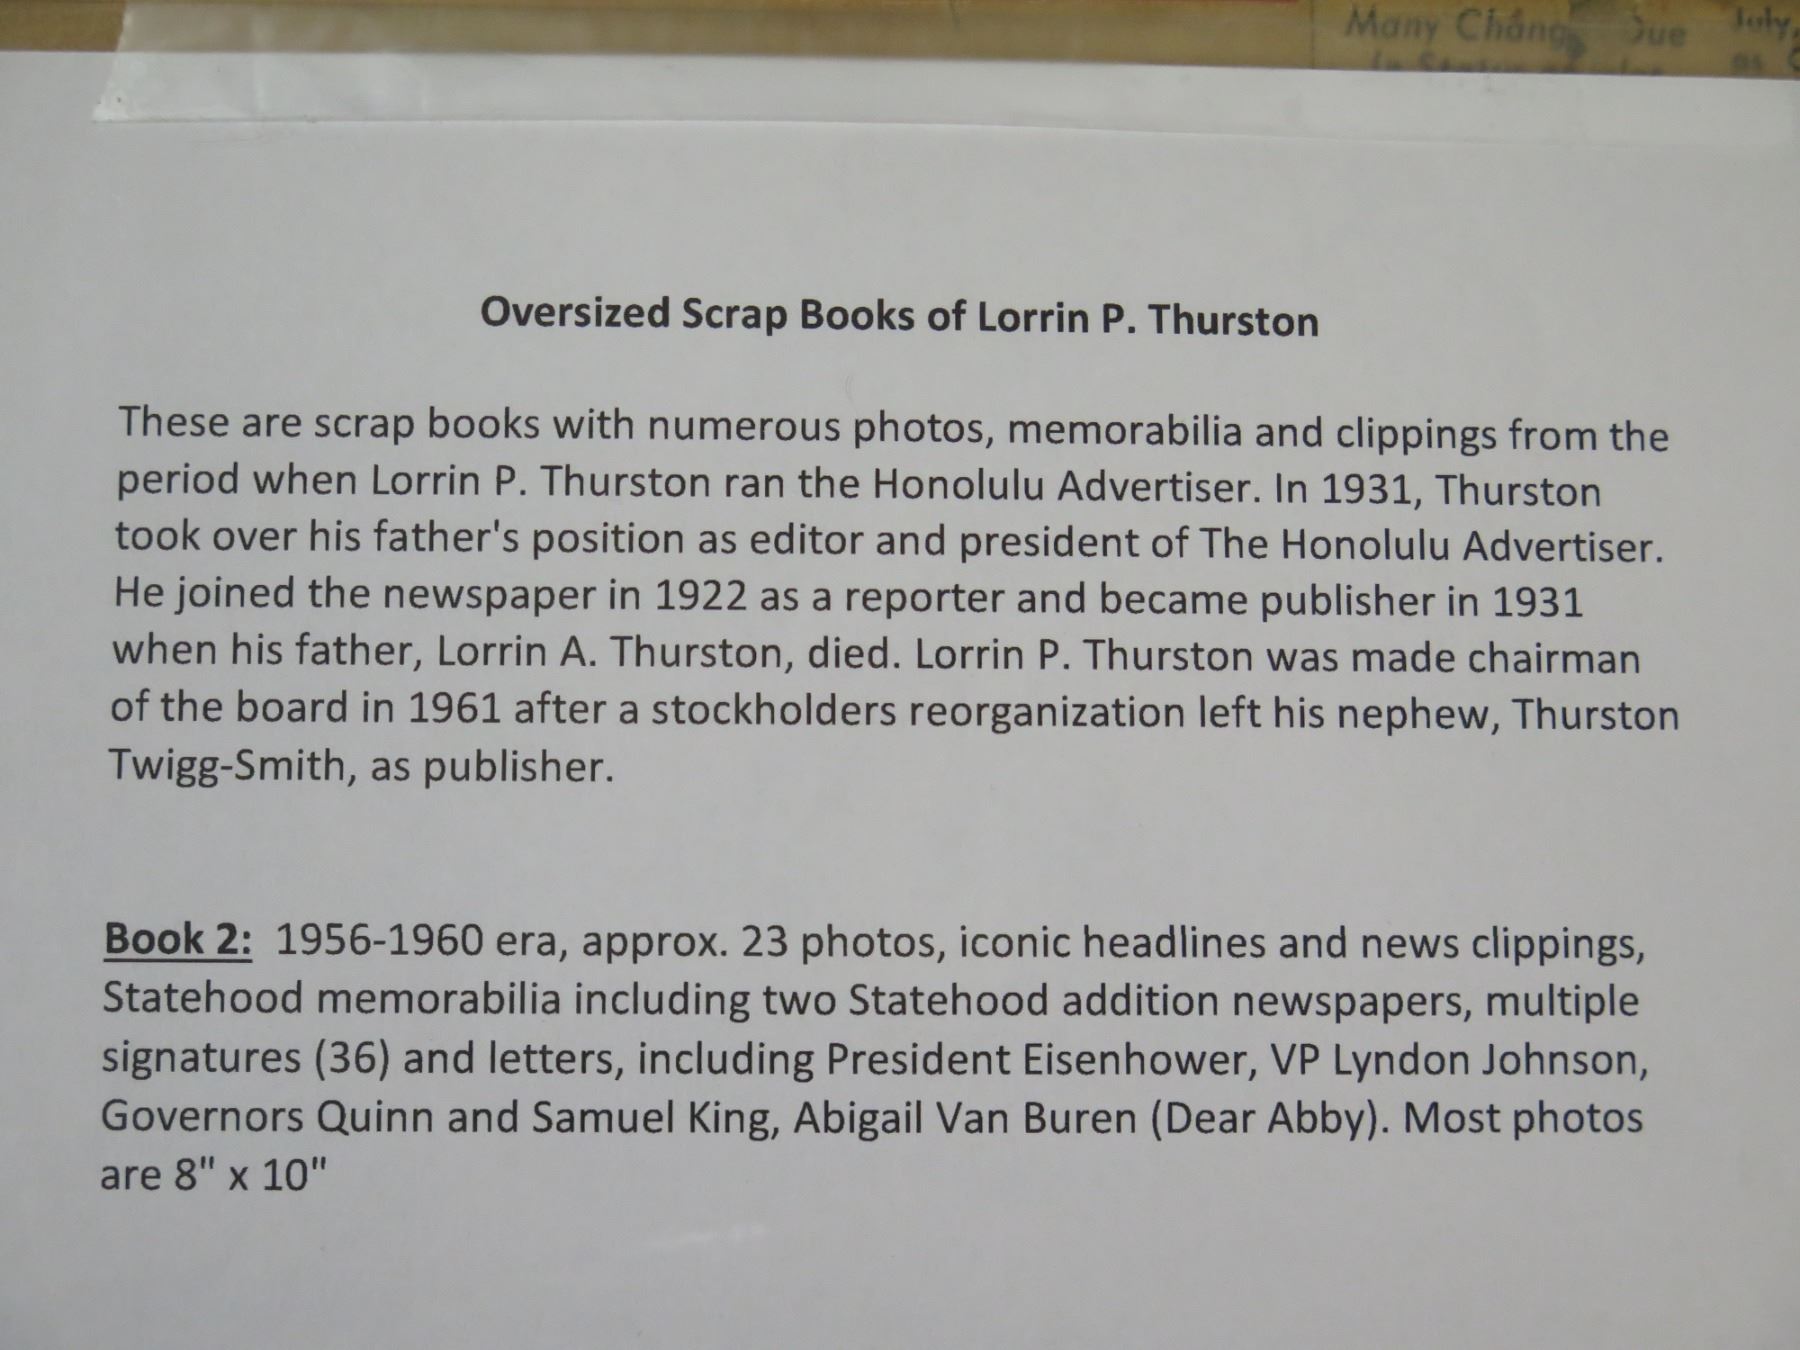 Many Due July,
Oversized Scrap Books of Lorrin P. Thurston
These are scrap books with numerous photos, memorabilia and clippings from the
period when Lorrin P. Thurston ran the Honolulu Advertiser. In 1931, Thurston
took over his father's position as editor and president of The Honolulu Advertiser.
He joined the newspaper in 1922 as a reporter and became publisher in 1931
when his father, Lorrin A. Thurston, died. Lorrin P. Thurston was made chairman
of the board in 1961 after a stockholders reorganization left his nephew, Thurston
Twigg-Smith, as publisher.
Book 2: 1956-1960 era, approx. 23 photos, iconic headlines and news clippings,
Statehood memorabilia including two Statehood addition newspapers, multiple
signatures (36) and letters, including President Eisenhower, VP Lyndon Johnson,
Governors Quinn and Samuel King, Abigail Van Buren (Dear Abby). Most photos
are 8" x 10"